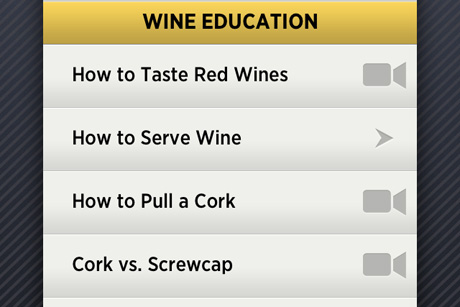 WINE EDUCATION
How to Taste Red Wines
How to Serve Wine
How to Pull a Cork
Cork vs. Screwcap